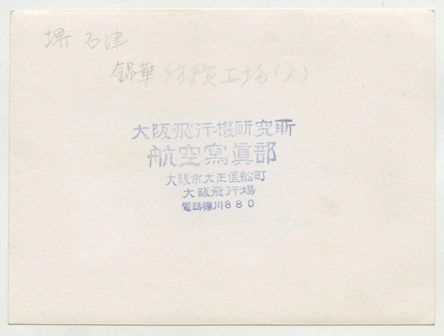 堺 石津
錦華 紡積工場(1)
大阪飛行機研究所
航空寫眞部
大阪市大正區船町
大阪飛行場
電話櫻川880